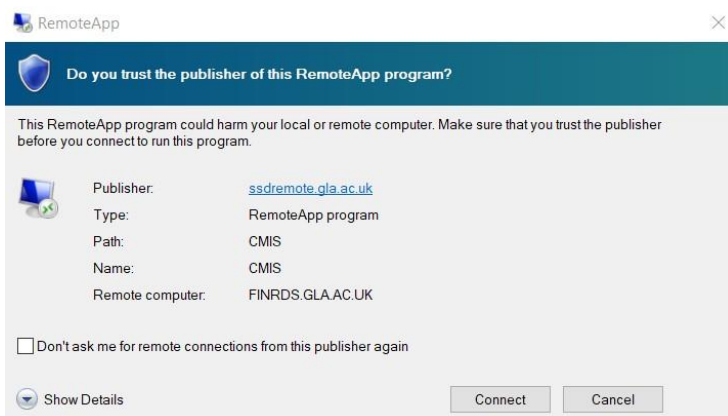 RemoteApp
Do you trust the publisher of this RemoteApp program?
This RemoteApp program could harm your local or remote computer. Make sure that you trust the publisher
before you connect to run this program.
Publisher: ssdremote.gla.ac.uk
Type: RemoteApp program
Path: CMIS
Name: CMIS
Remote computer: FINRDS.GLA.AC.UK
Don't ask me for remote connections from this publisher again
Show Details Connect Cancel